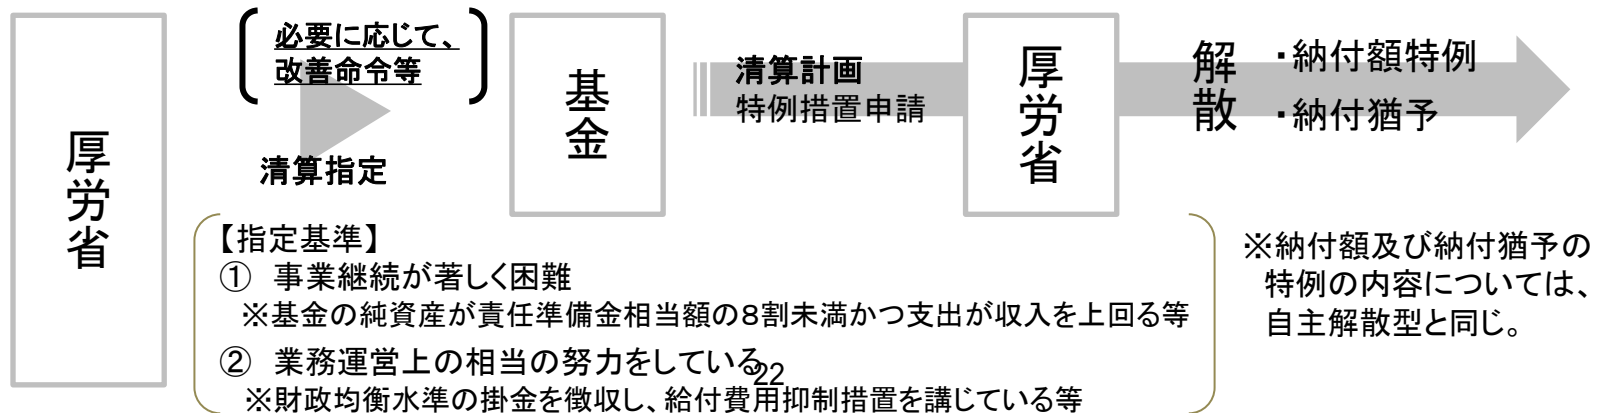 厚労省
必要に応じて、
改善命令等
清算指定
基金
清算計画
特例措置申請
厚労省
解散
・納付額特例
・納付猶予
【指定基準】
① 事業継続が著しく困難
※基金の純資産が責任準備金相当額の8割未満かつ支出が収入を上回る等
② 業務運営上の相当の努力をしている
※財政均衡水準の掛金を徴収し、給付費用抑制措置を講じている等
※納付額及び納付猶予の
特例の内容については、
自主解散型と同じ。
22